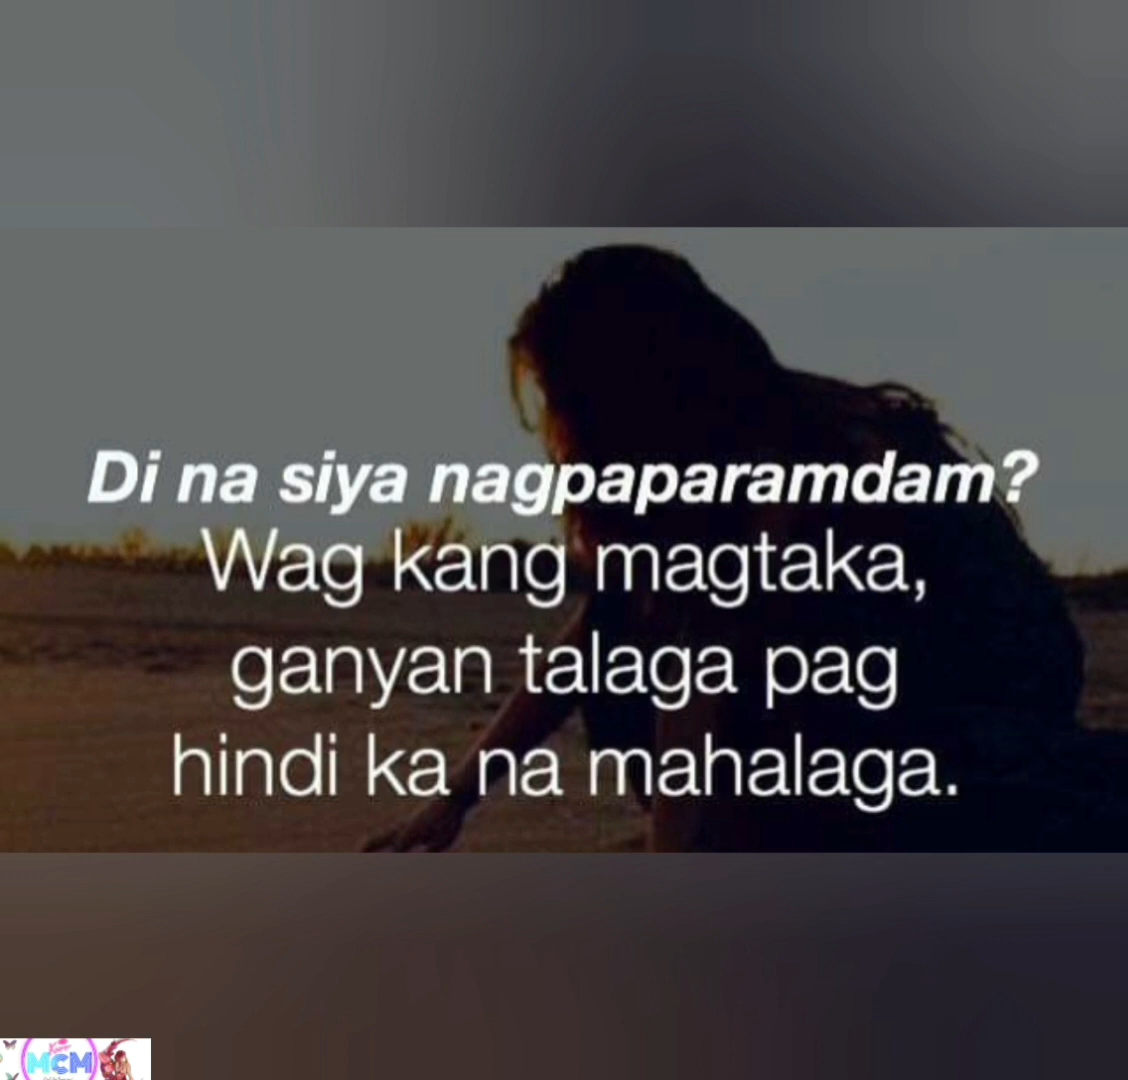 Di na siya nagpaparamdam?
Wag kang magtaka,
ganyan talaga pag
hindi ka na mahalaga.
MCM